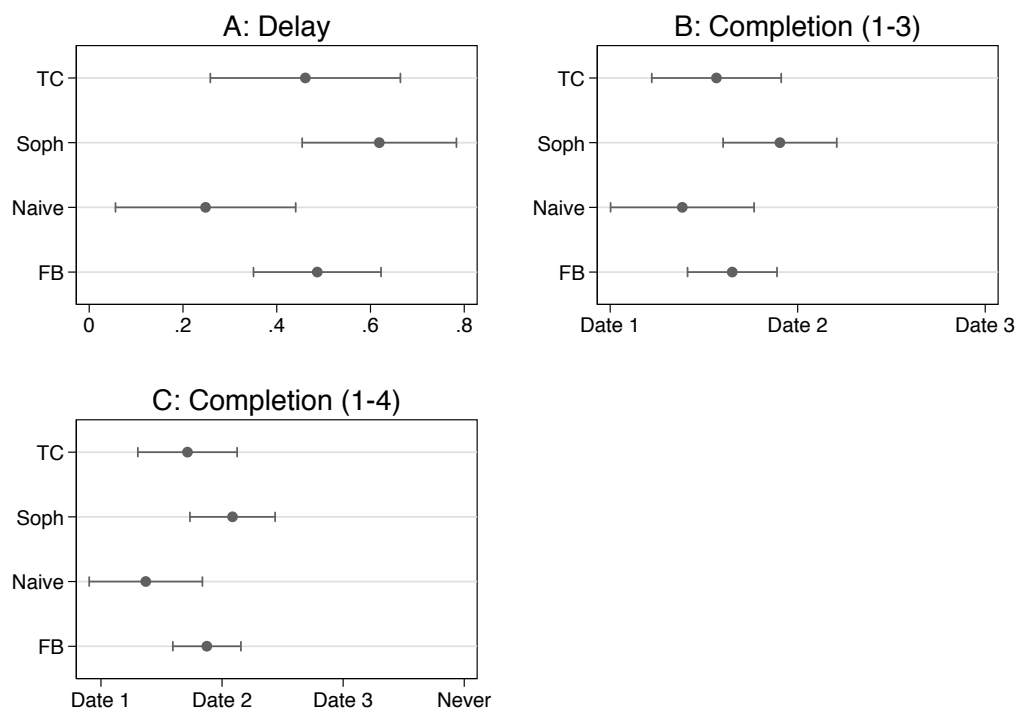 A: Delay
TC
Soph
Naive
FB
0 .2 .4 .6 .8
B: Completion (1-3)
TC
Soph
Naive
FB
Date 1 Date 2 Date 3
C: Completion (1-4)
TC
Soph
Naive
FB
Date 1 Date 2 Date 3 Never